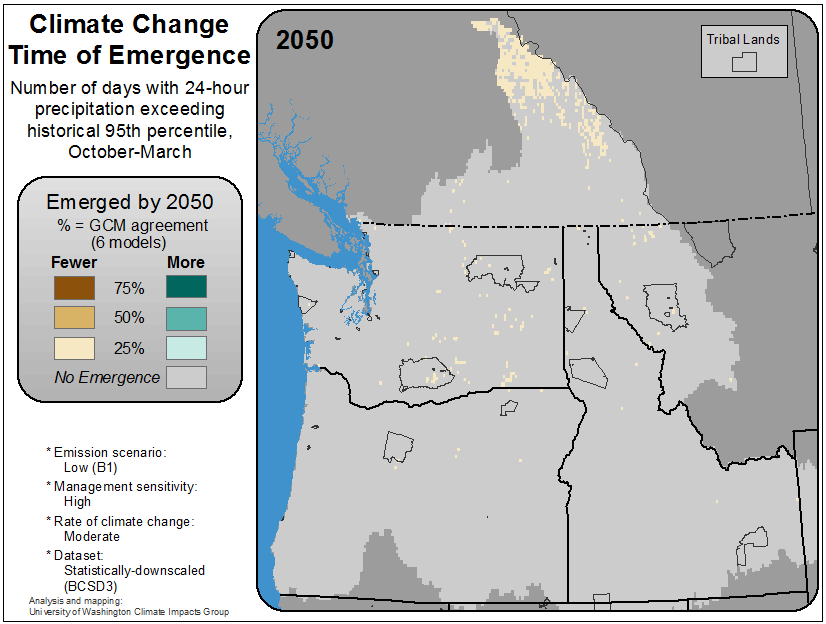 Climate Change
Time of Emergence
Number of days with 24-hour
precipitation exceeding
historical 95th percentile,
October-March
Emerged by 2050
% = GCM agreement
(6 models)
Fewer More
75%
50%
25%
No Emergence
* Emission scenario:
Low (B1)
* Management sensitivity:
High
* Rate of climate change:
Moderate
* Dataset:
Statistically-downscaled
(BCSD3)
Analysis and mapping:
University of Washington Climate Impacts Group
2050
Tribal Lands